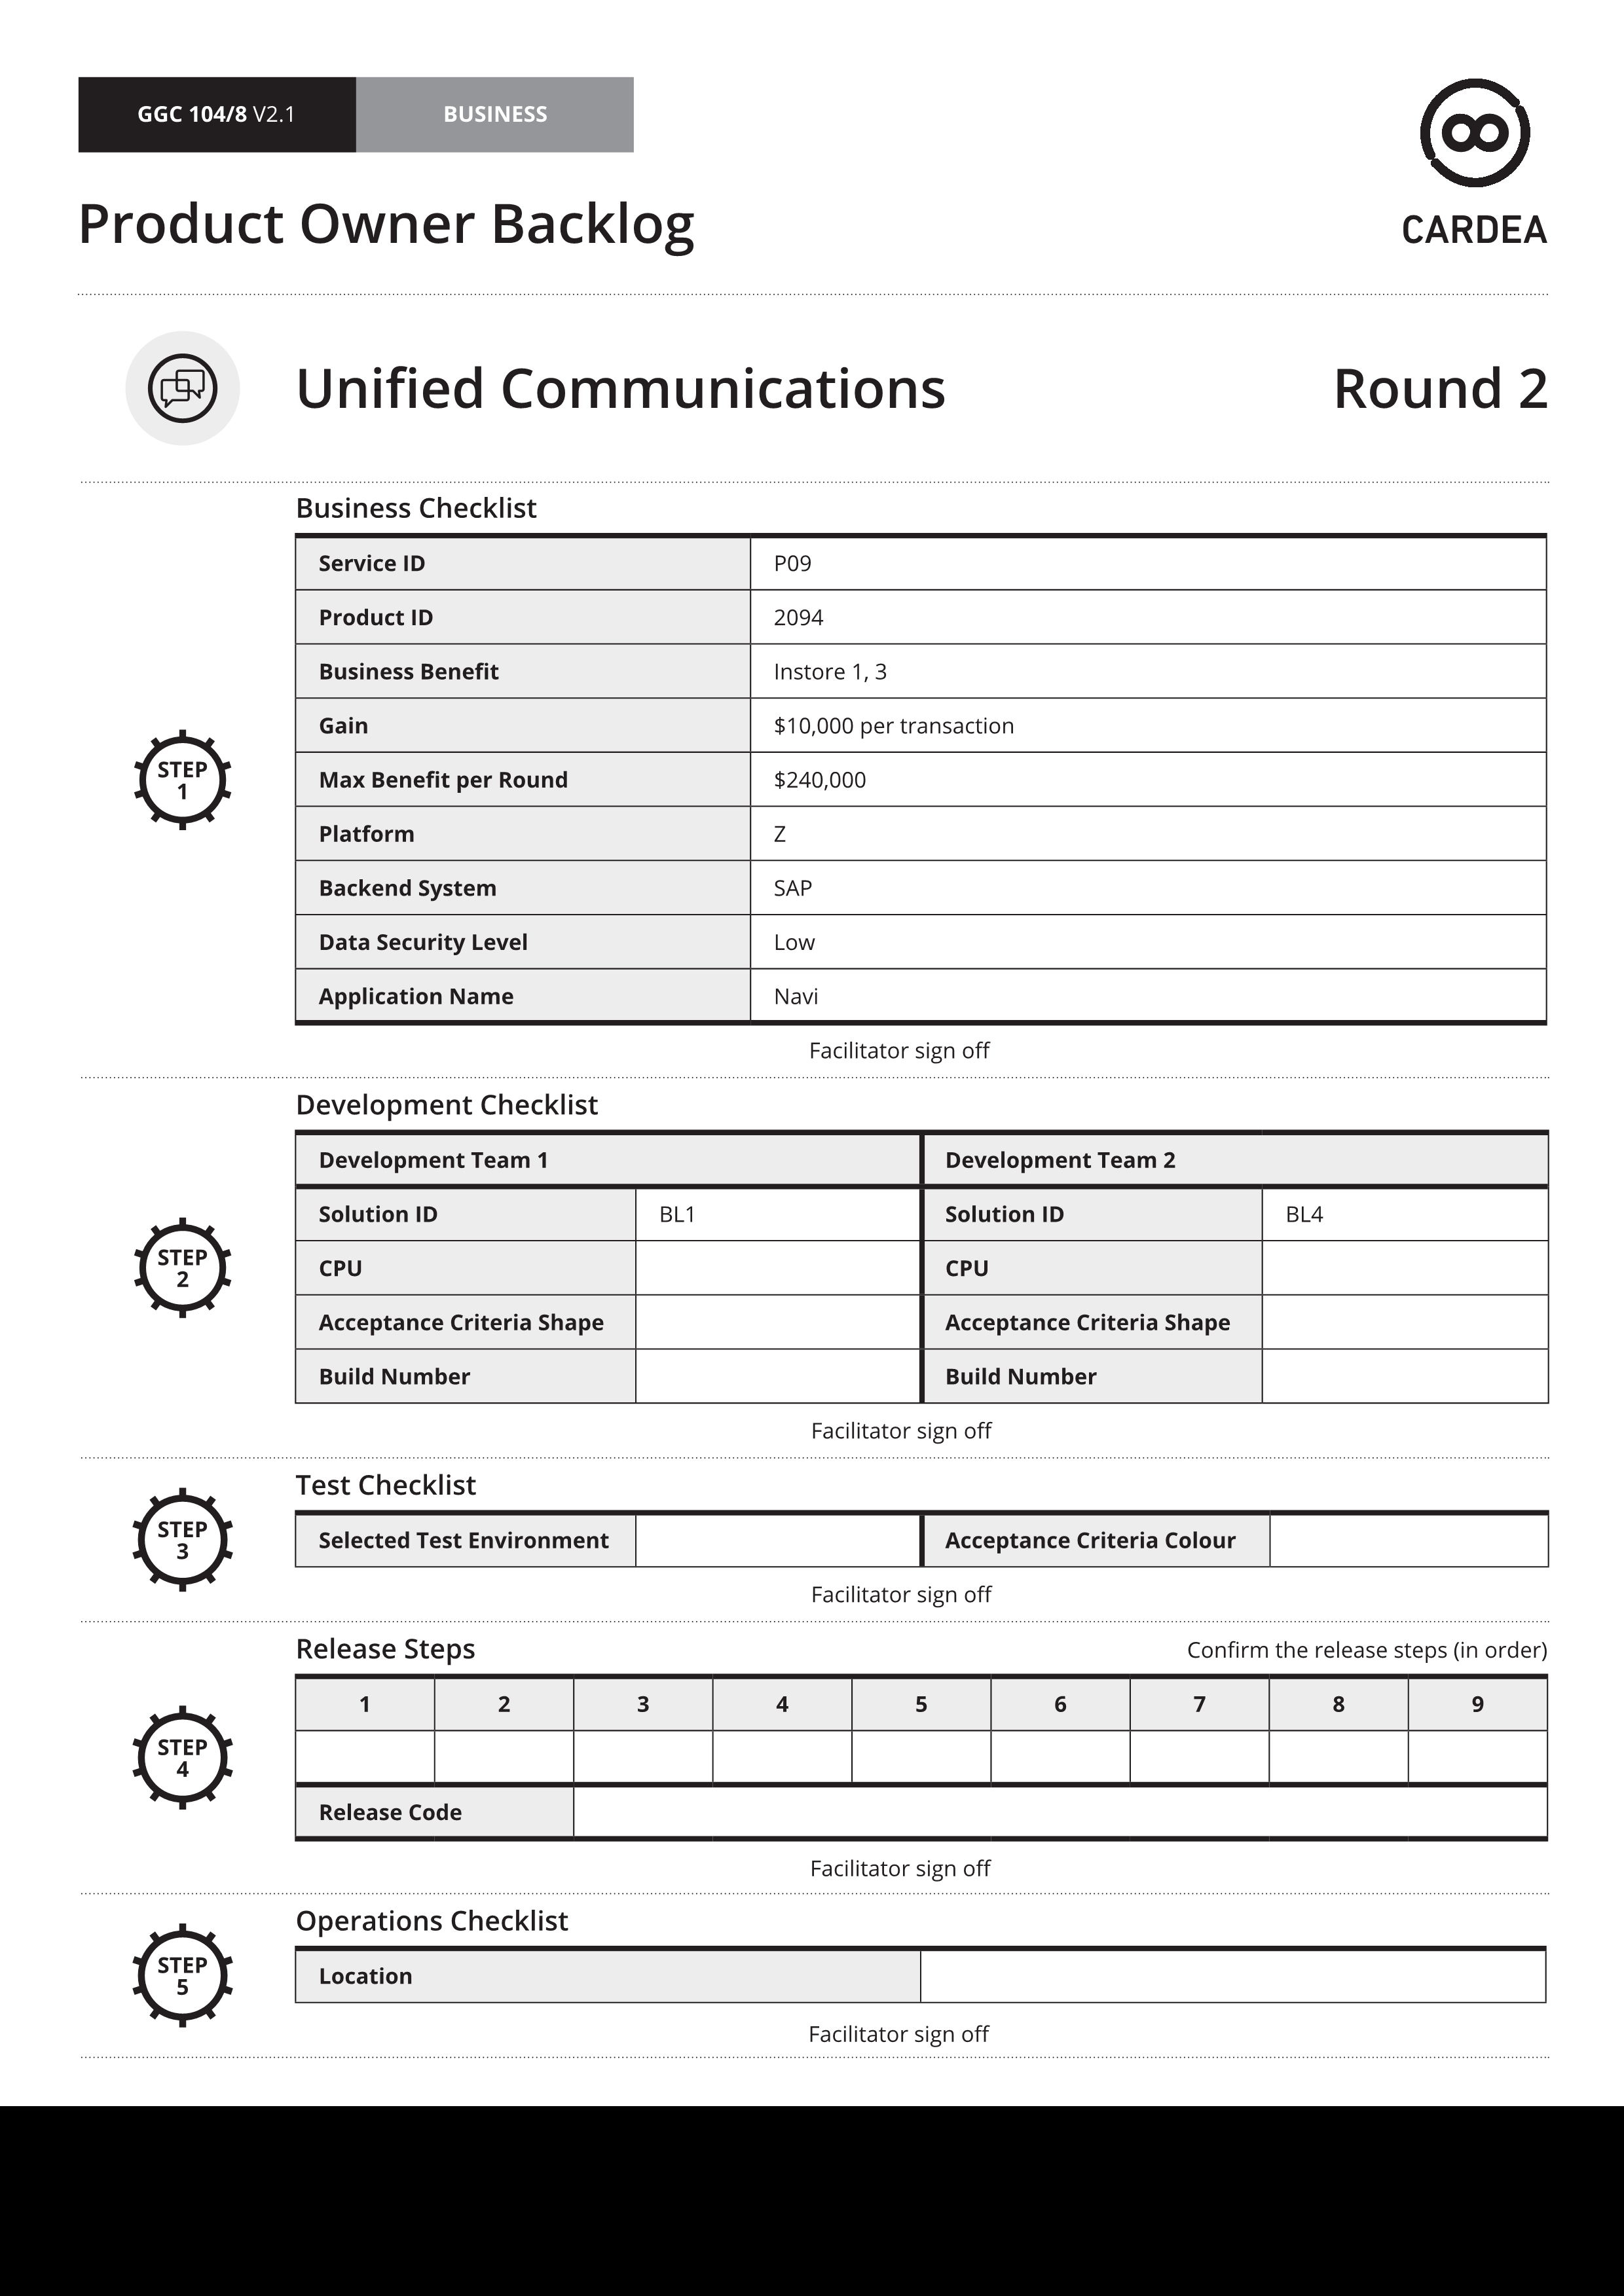 GGC 104/8 V2.1 BUSINESS
CARDEA
Product Owner Backlog
Unified Communications Round 2
Business Checklist
Service ID P09
Product ID 2094
Business Benefit Instore 1, 3
Gain $10,000 per transaction
Max Benefit per Round $240,000
Platform Z
Backend System SAP
Data Security Level Low
Application Name Navi
STEP
1
Facilitator sign off
Development Checklist
Development Team 1 Development Team 2
Solution ID BL1 Solution ID BL4
CPU CPU
Acceptance Criteria Shape Acceptance Criteria Shape
Build Number Build Number
STEP
2
Facilitator sign off
Test Checklist
Selected Test Environment Acceptance Criteria Colour
STEP
3
Facilitator sign off
Release Steps Confirm the release steps (in order)
1 2 3 4 5 6 7 8 9
Release Code
STEP
4
Facilitator sign off
Operations Checklist
Location
STEP
5
Facilitator sign off